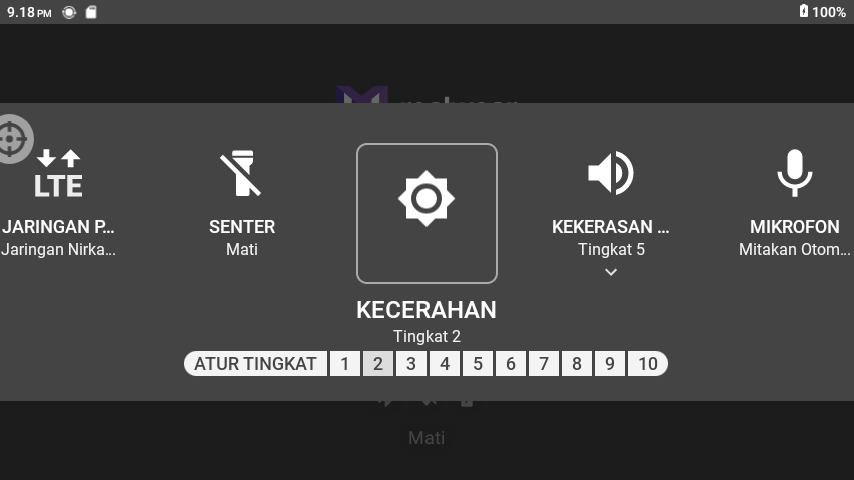 9.18 PM
100%
LTE
JARINGAN P...
Jaringan Nirka...
SENTER
Mati
KECERAHAN
Tingkat 2
KEKERASAN ...
Tingkat 5
MIKROFON
Mitakan Otom...
ATUR TINGKAT 1 2 3 4 5 6 7 8 9 10
Mati